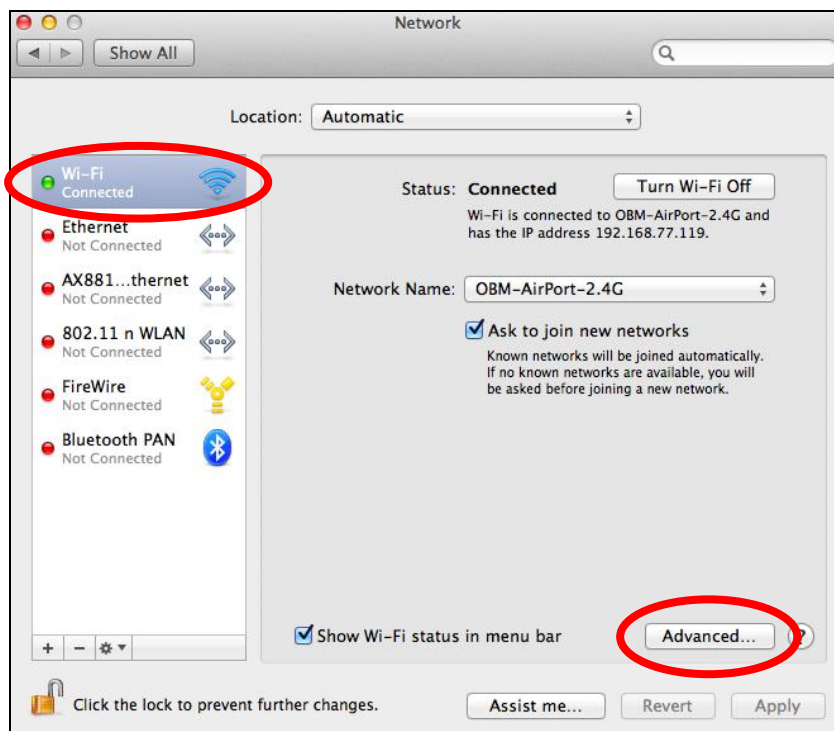 Network
Show All
Location: Automatic
Wi-Fi
Connected
Ethernet
Not Connected
AX881...thernet
Not Connected
802.11 n WLAN
Not Connected
FireWire
Not Connected
Bluetooth PAN
Not Connected
+ −
Status: Connected Turn Wi-Fi Off
Wi-Fi is connected to OBM-AirPort-2.4G and
has the IP address 192.168.77.119.
Network Name: OBM-AirPort-2.4G
Ask to join new networks
Known networks will be joined automatically.
If no known networks are available, you will
be asked before joining a new network.
Show Wi-Fi status in menu bar Advanced... ?
Click the lock to prevent further changes. Assist me... Revert Apply